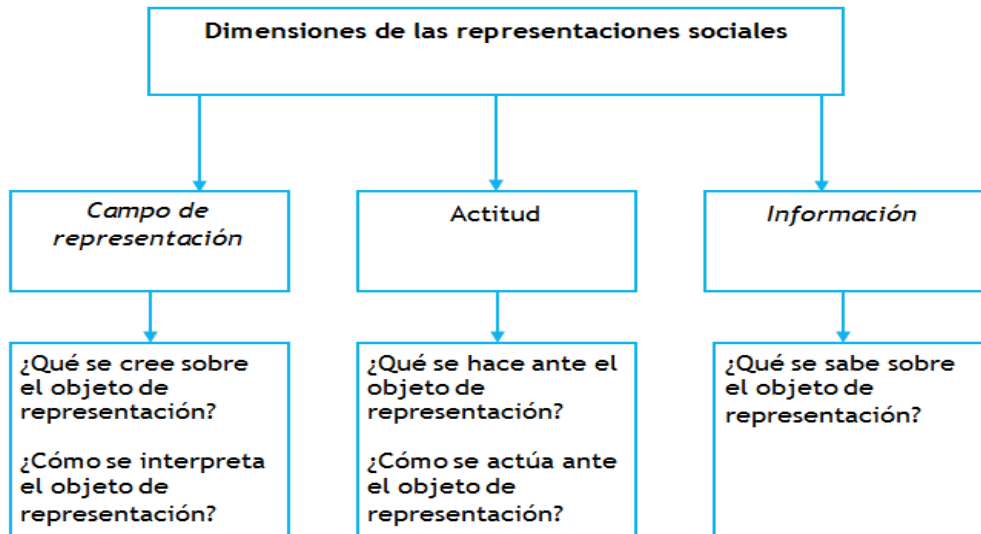 Dimensiones de las representaciones sociales
Campo de
representación
Actitud
Información
¿Qué se cree sobre
el objeto de
representación?
¿Cómo se interpreta
el objeto de
representación?
¿Qué se hace ante el
objeto de
representación?
¿Cómo se actúa ante
el objeto de
representación?
¿Qué se sabe sobre
el objeto de
representación?